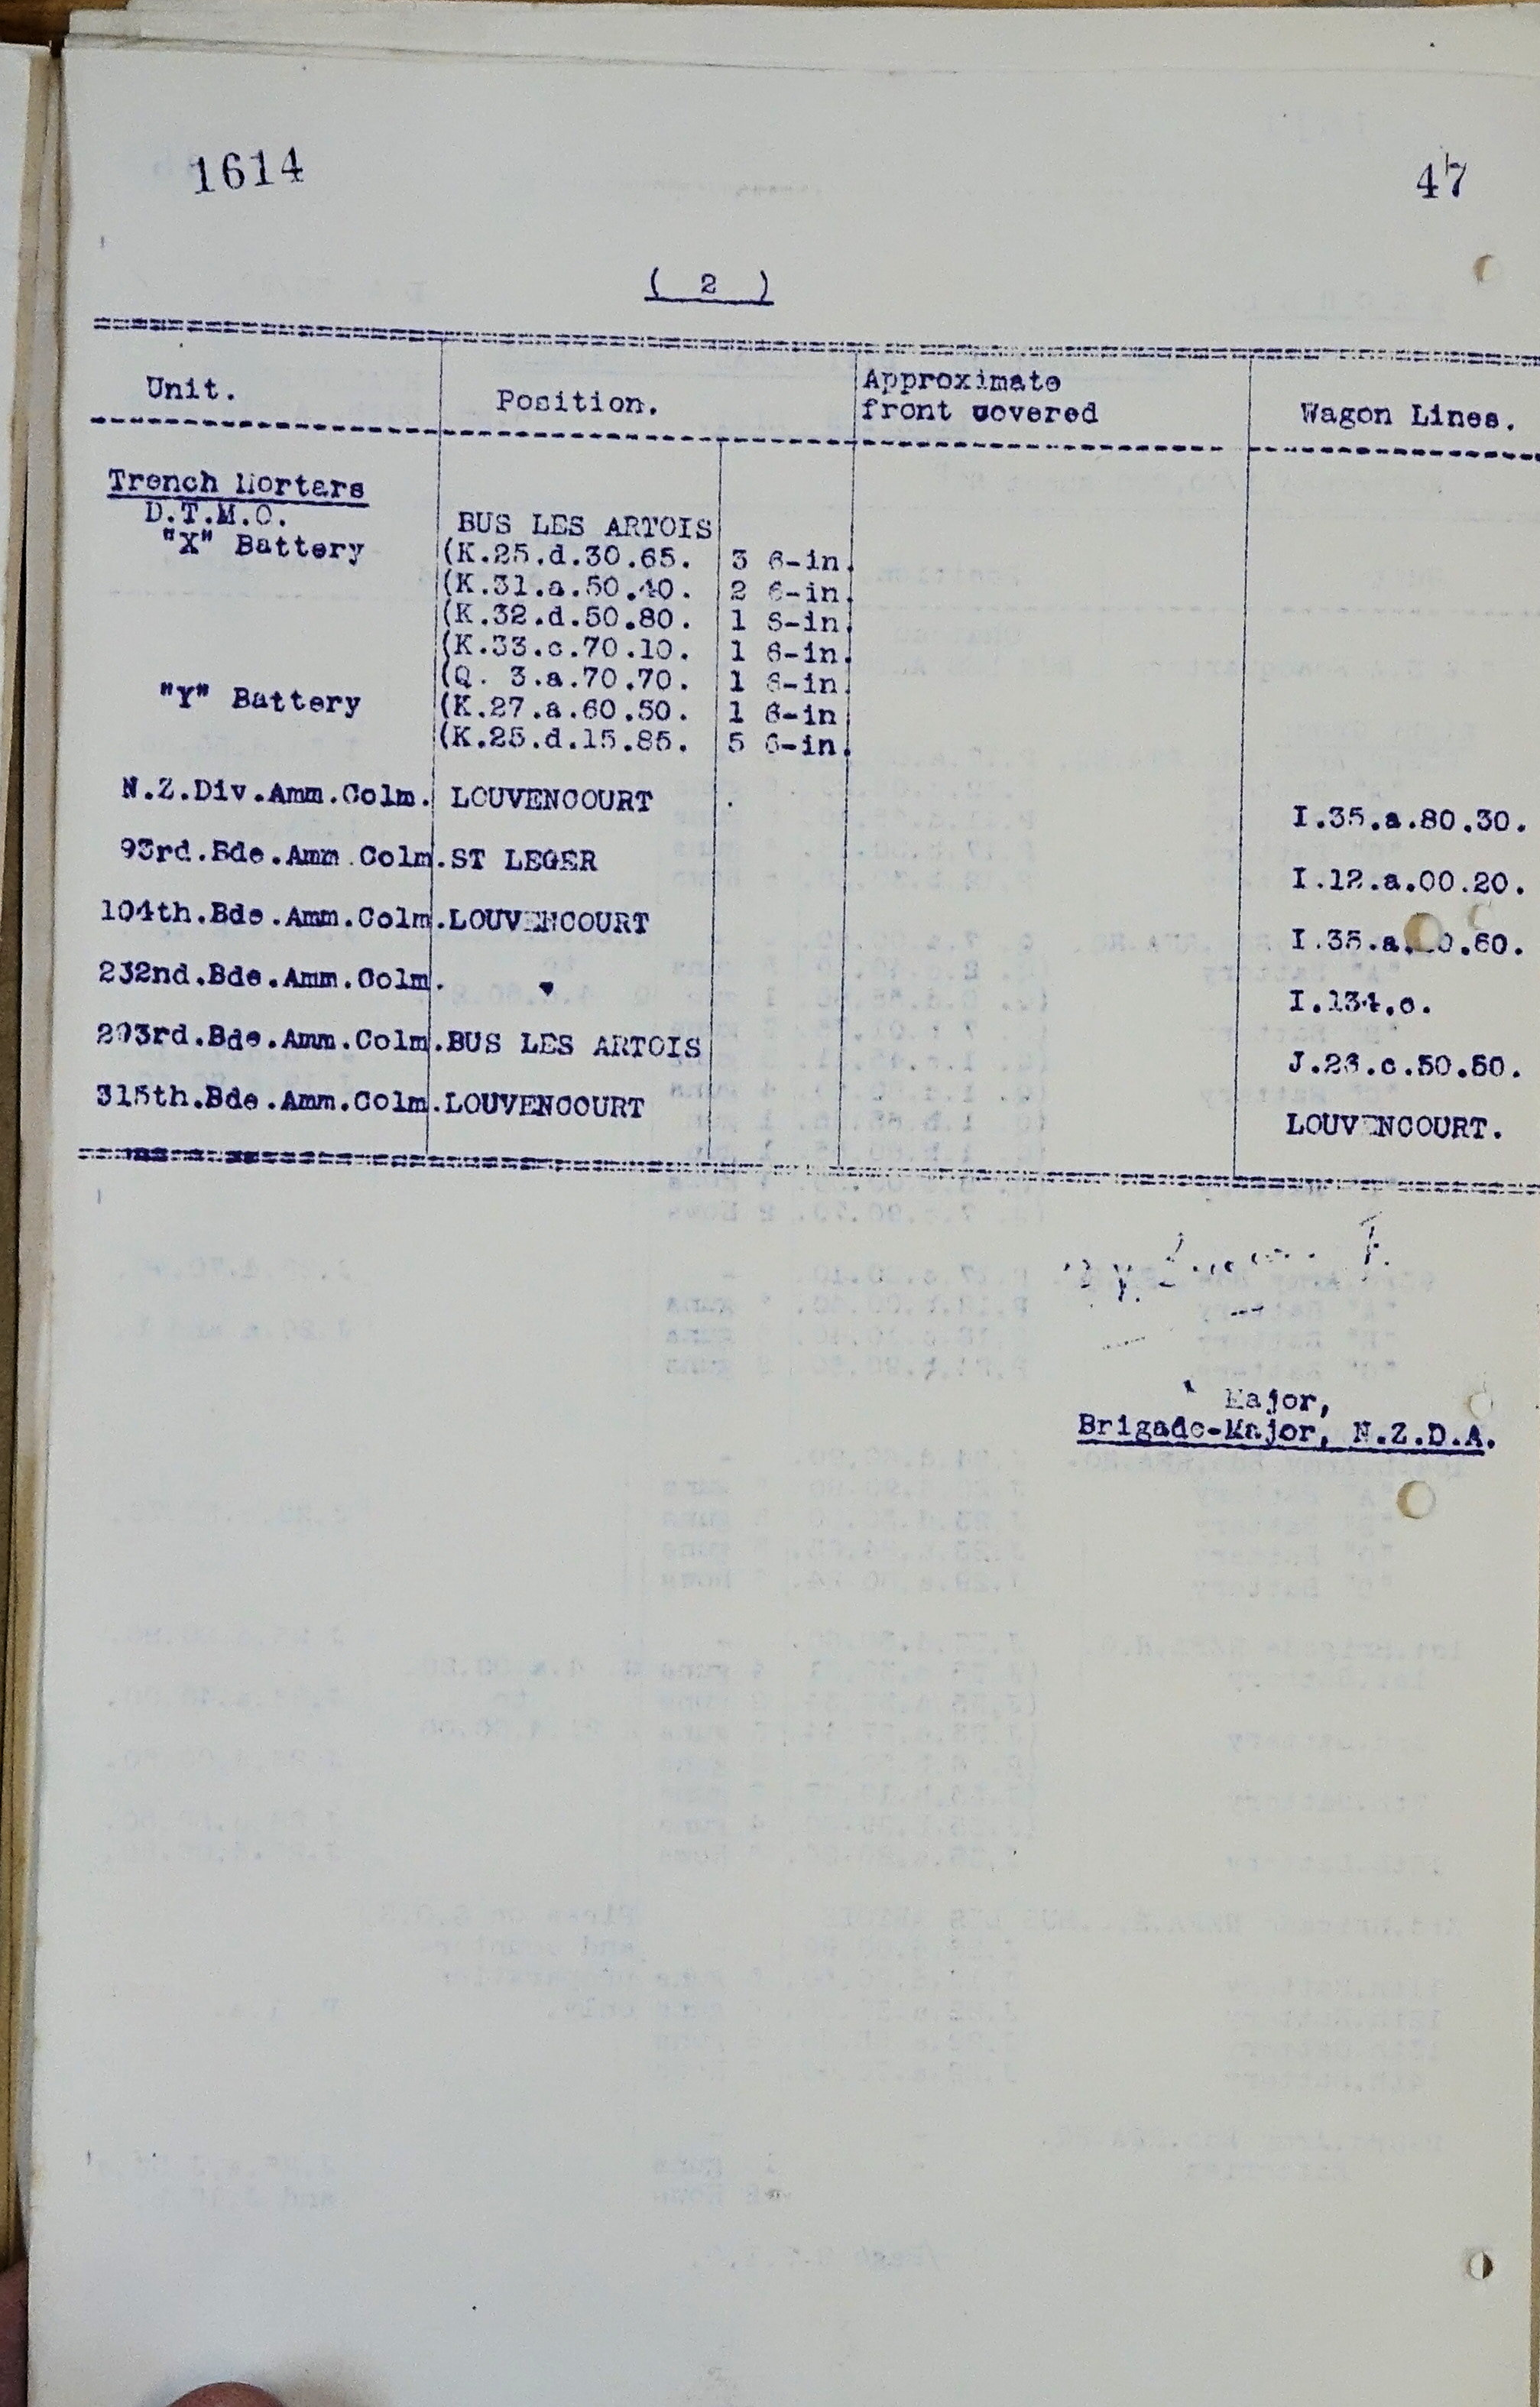 1614
47
( 2 )
Unit. Position. Approximate front covered Wagon Lines.
Trench Mortars
D.T.M.O. BUS LES ARTOIS
"X" Battery (K.25.d.30.65. 3 6-in.
(K.31.a.50.40. 2 6-in.
(K.32.d.50.80. 1 6-in.
(K.33.c.70.10. 1 6-in.
(Q. 3.a.70.70. 1 6-in.
"Y" Battery (K.27.a.60.50. 1 6-in
(K.25.d.15.85. 5 6-in.
N.Z.Div.Amm.Colm. LOUVENCOURT I.35.a.80.30.
93rd.Bde.Amm.Colm.ST LEGER I.12.a.00.20.
104th.Bde.Amm.Colm.LOUVENCOURT I.35.a. .60.
232nd.Bde.Amm.Colm. " I.134.c.
293rd.Bde.Amm.Colm.BUS LES ARTOIS J.26.c.50.50.
315th.Bde.Amm.Colm.LOUVENCOURT LOUVENCOURT.
Major,
Brigade-Major, N.Z.D.A.